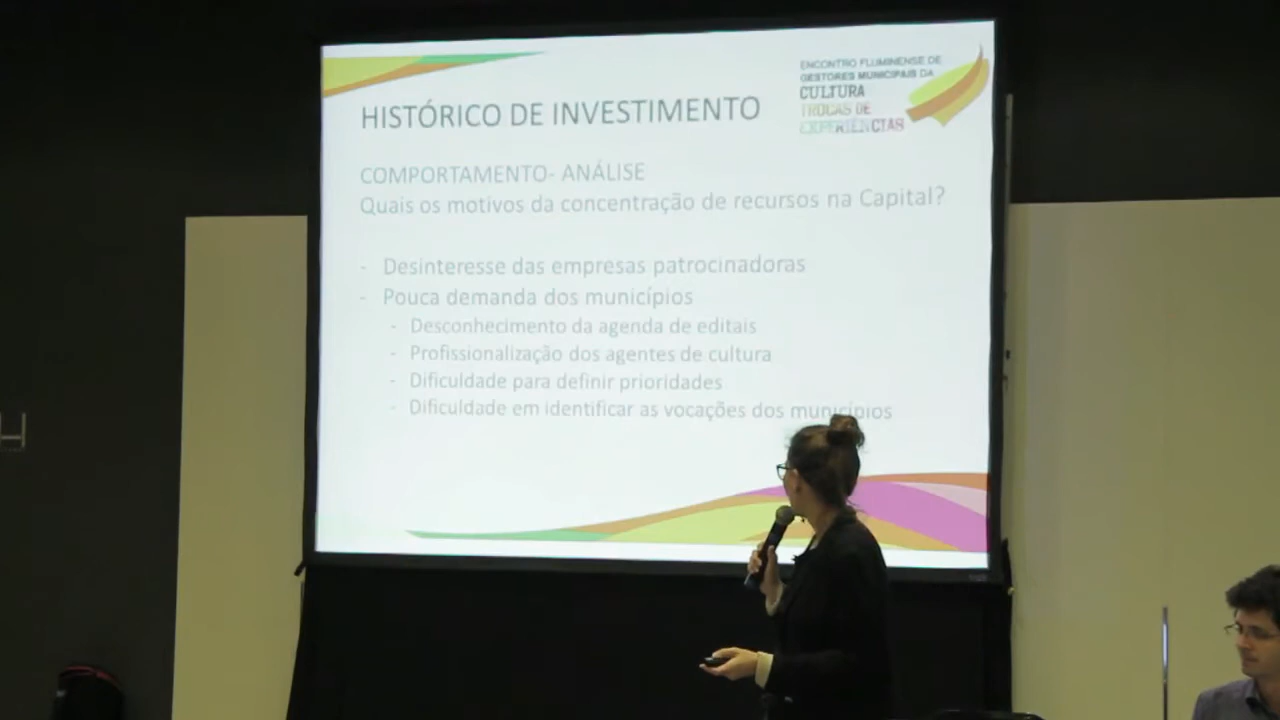 ENCONTRO FLUMINENSE DE
GESTORES MUNICIPAIS DA
CULTURA
TROCAS DE
EXPERIÊNCIAS
HISTÓRICO DE INVESTIMENTO
COMPORTAMENTO- ANÁLISE
Quais os motivos da concentração de recursos na Capital?
- Desinteresse das empresas patrocinadoras
- Pouca demanda dos municípios
- Desconhecimento da agenda de editais
- Profissionalização dos agentes de cultura
- Dificuldade para definir prioridades
- Dificuldade em identificar as vocações dos municípios
H